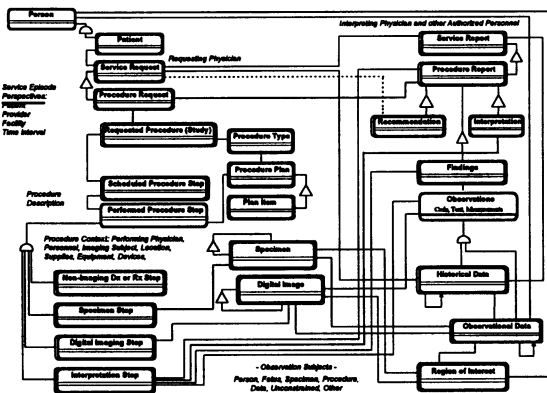 Person
Interpreting Physician and other Authorized Personnel
Patient
Service Report
Requesting Physician
Service Request
Procedure Report
Service Episode
Perspectives:
Patient
Provider
Facility
Time Interval
Procedure Request
Recommendation
Interpretation
Requested Procedure (Study)
Procedure Type
Findings
Procedure Plan
Scheduled Procedure Step
Procedure
Description
Plan Item
Observations
Code, Text, Measurements
Performed Procedure Step
Procedure Context: Performing Physician,
Personnel, Imaging Subject, Location,
Supplies, Equipment, Devices,
Specimen
Non-Imaging Dx or Rx Step
Historical Data
Digital Image
Specimen Step
Observational Data
Digital Imaging Step
- Observation Subjects -
Person, Fetus, Specimen, Procedure,
Data, Unconstrained, Other
Interpretation Step
Region of Interest